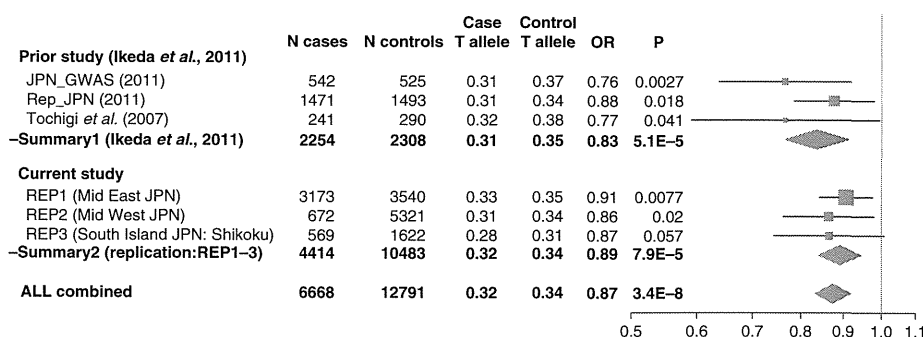 Case Control
N cases N controls T allele T allele OR P
Prior study (Ikeda et al., 2011)
JPN_GWAS (2011) 542 525 0.31 0.37 0.76 0.0027
Rep_JPN (2011) 1471 1493 0.31 0.34 0.88 0.018
Tochigi et al. (2007) 241 290 0.32 0.38 0.77 0.041
–Summary1 (Ikeda et al., 2011) 2254 2308 0.31 0.35 0.83 5.1E–5
Current study
REP1 (Mid East JPN) 3173 3540 0.33 0.35 0.91 0.0077
REP2 (Mid West JPN) 672 5321 0.31 0.34 0.86 0.02
REP3 (South Island JPN: Shikoku) 569 1622 0.28 0.31 0.87 0.057
–Summary2 (replication:REP1–3) 4414 10483 0.32 0.34 0.89 7.9E–5
ALL combined 6668 12791 0.32 0.34 0.87 3.4E–8
0.5 0.6 0.7 0.8 0.9 1.0 1.1